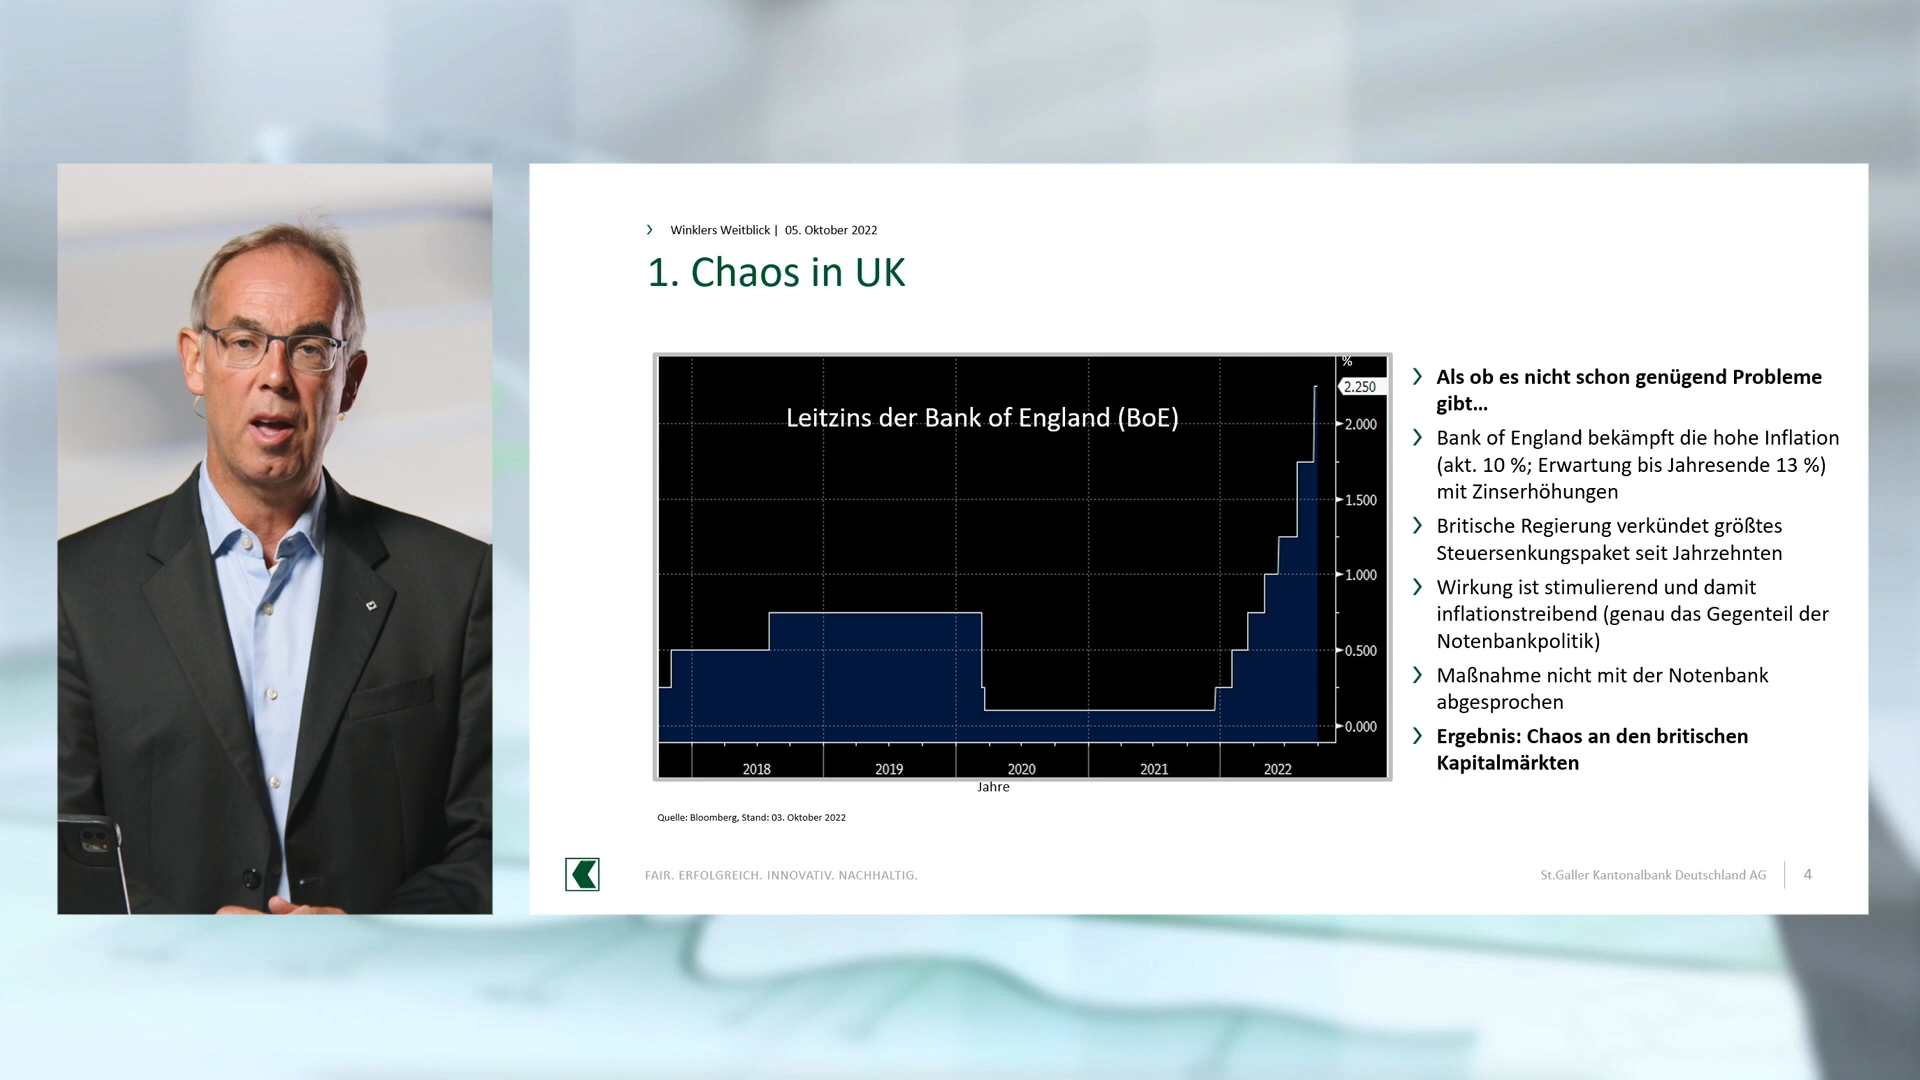 Winklers Weitblick | 05. Oktober 2022
1. Chaos in UK
Leitzins der Bank of England (BoE)
%
2.250
2.000
1.500
1.000
0.500
0.000
2018 2019 2020 2021 2022
Jahre
Quelle: Bloomberg, Stand: 03. Oktober 2022
Als ob es nicht schon genügend Probleme
gibt...
Bank of England bekämpft die hohe Inflation
(akt. 10 %; Erwartung bis Jahresende 13 %)
mit Zinserhöhungen
Britische Regierung verkündet größtes
Steuersenkungspaket seit Jahrzehnten
Wirkung ist stimulierend und damit
inflationstreibend (genau das Gegenteil der
Notenbankpolitik)
Maßnahme nicht mit der Notenbank
abgesprochen
Ergebnis: Chaos an den britischen
Kapitalmärkten
FAIR. ERFOLGREICH. INNOVATIV. NACHHALTIG.
St.Galler Kantonalbank Deutschland AG 4